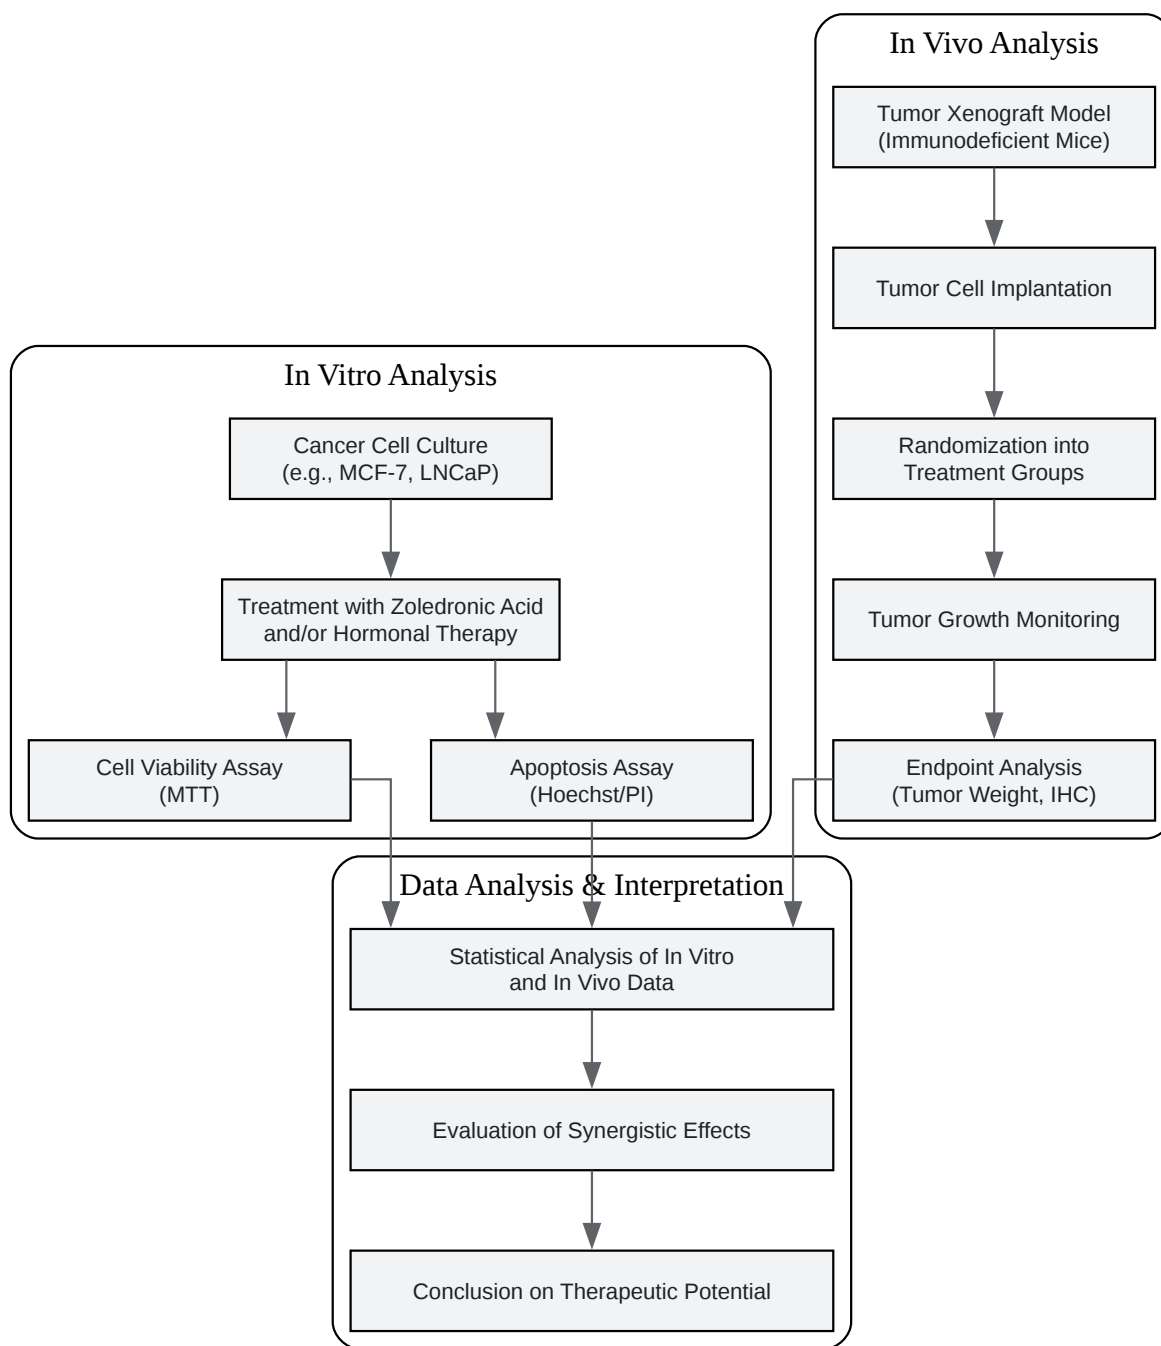 In Vivo Analysis
Tumor Xenograft Model
(Immunodeficient Mice)
Tumor Cell Implantation
Randomization into
Treatment Groups
Tumor Growth Monitoring
Endpoint Analysis
(Tumor Weight, IHC)
In Vitro Analysis
Cancer Cell Culture
(e.g., MCF-7, LNCaP)
Treatment with Zoledronic Acid
and/or Hormonal Therapy
Cell Viability Assay
(MTT)
Apoptosis Assay
(Hoechst/PI)
Data Analysis & Interpretation
Statistical Analysis of In Vitro
and In Vivo Data
Evaluation of Synergistic Effects
Conclusion on Therapeutic Potential